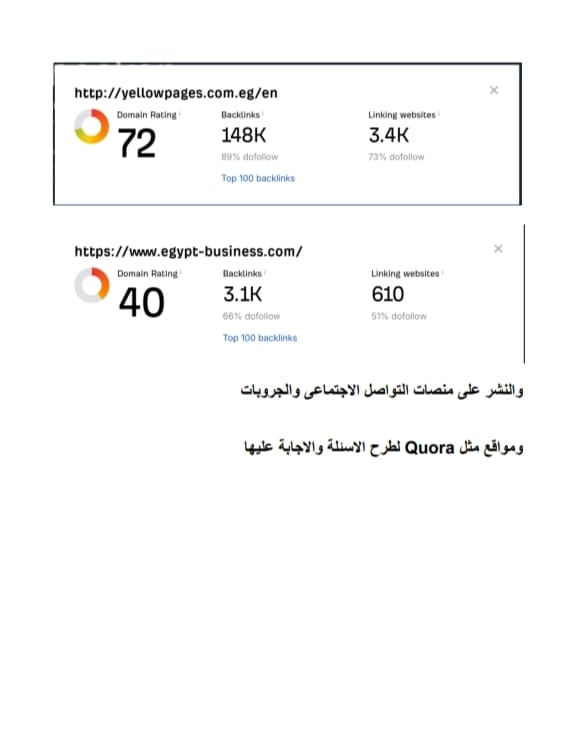 http://yellowpages.com.eg/en
Domain Rating Backlinks Linking websites
72 148K 3.4K
89% dofollow 73% dofollow
Top 100 backlinks
https://www.egypt-business.com/
Domain Rating Backlinks Linking websites
40 3.1K 610
66% dofollow 51% dofollow
Top 100 backlinks
والنشر على منصات التواصل الاجتماعى والجروبات
ومواقع مثل Quora لطرح الاسئلة والاجابة عليها